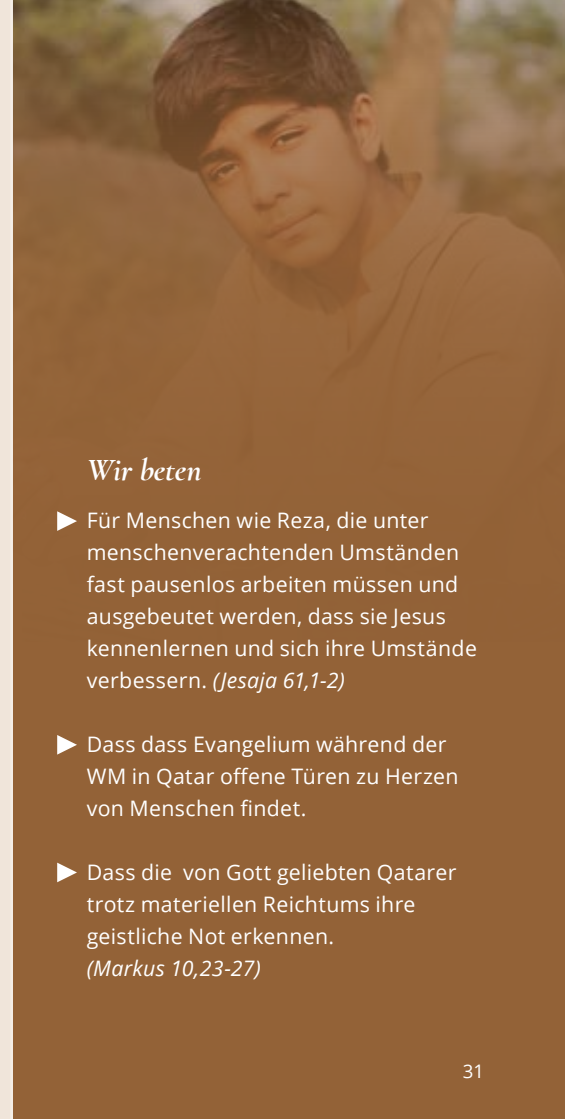 Wir beten
▶ Für Menschen wie Reza, die unter
menschenverachtenden Umständen
fast pausenlos arbeiten müssen und
ausgebeutet werden, dass sie Jesus
kennenlernen und sich ihre Umstände
verbessern. (Jesaja 61,1-2)
▶ Dass dass Evangelium während der
WM in Qatar offene Türen zu Herzen
von Menschen findet.
▶ Dass die  von Gott geliebten Qatarer
trotz materiellen Reichtums ihre
geistliche Not erkennen.
(Markus 10,23-27)
31